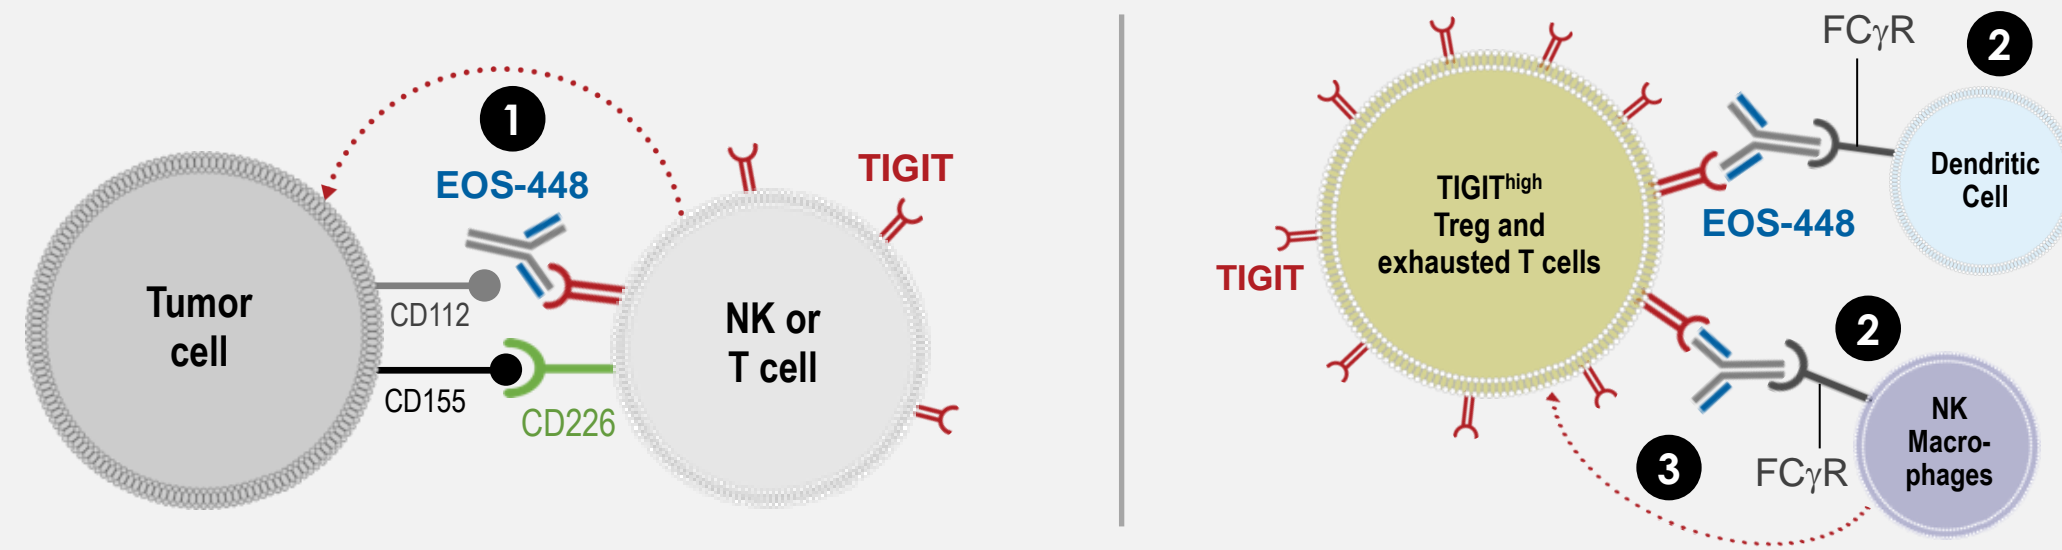 1
EOS-448
TIGIT
Tumor
cell
CD112
CD155
CD226
NK or
T cell
FCγR
2
TIGIThigh
Treg and
exhausted T cells
TIGIT
EOS-448
Dendritic
Cell
2
3
FCγR
NK
Macro-
phages